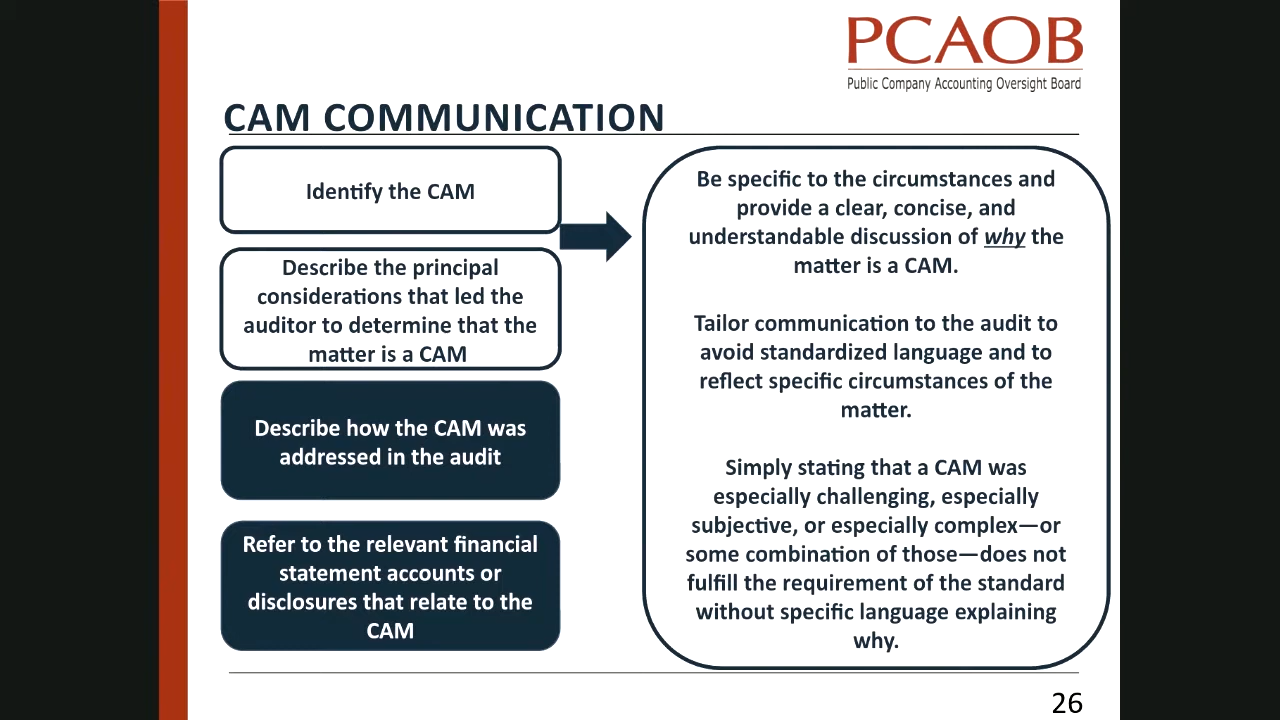 PCAOB
Public Company Accounting Oversight Board
CAM COMMUNICATION
Identify the CAM
Describe the principal
considerations that led the
auditor to determine that the
matter is a CAM
Describe how the CAM was
addressed in the audit
Refer to the relevant financial
statement accounts or
disclosures that relate to the
CAM
Be specific to the circumstances and
provide a clear, concise, and
understandable discussion of why the
matter is a CAM.
Tailor communication to the audit to
avoid standardized language and to
reflect specific circumstances of the
matter.
Simply stating that a CAM was
especially challenging, especially
subjective, or especially complex—or
some combination of those—does not
fulfill the requirement of the standard
without specific language explaining
why.
26